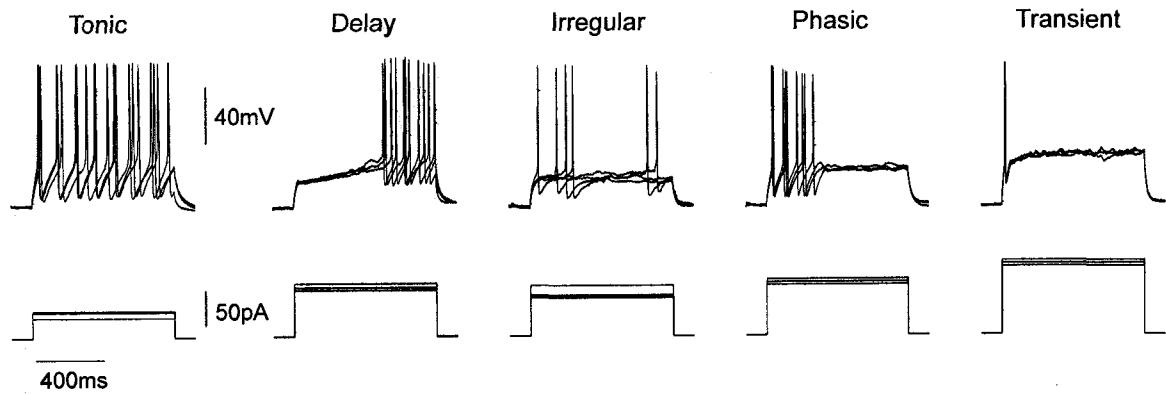 Tonic
Delay
Irregular
Phasic
Transient
40mV
50pA
400ms